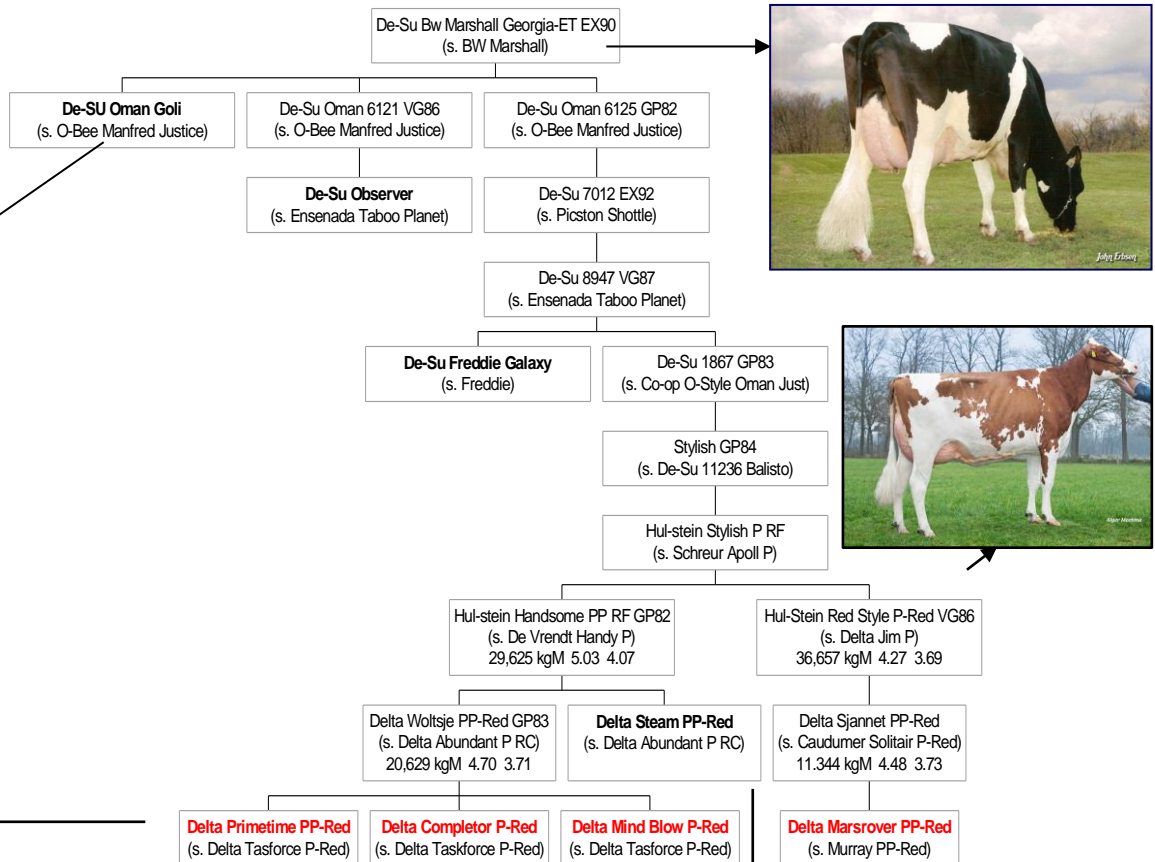 De-Su Bw Marshall Georgia-ET EX90
(s. BW Marshall)
De-SU Oman Goli
(s. O-Bee Manfred Justice)
De-Su Oman 6121 VG86
(s. O-Bee Manfred Justice)
De-Su Oman 6125 GP82
(s. O-Bee Manfred Justice)
De-Su Observer
(s. Ensenada Taboo Planet)
De-Su 7012 EX92
(s. Picston Shottle)
John Erbsen
De-Su 8947 VG87
(s. Ensenada Taboo Planet)
De-Su Freddie Galaxy
(s. Freddie)
De-Su 1867 GP83
(s. Co-op O-Style Oman Just)
Stylish GP84
(s. De-Su 11236 Balisto)
Hul-stein Stylish P RF
(s. Schreur Apoll P)
Hul-stein Handsome PP RF GP82
(s. De Vrendt Handy P)
29,625 kgM 5.03 4.07
Hul-Stein Red Style P-Red VG86
(s. Delta Jim P)
36,657 kgM 4.27 3.69
Delta Woltsje PP-Red GP83
(s. Delta Abundant P RC)
20,629 kgM 4.70 3.71
Delta Steam PP-Red
(s. Delta Abundant P RC)
Delta Sjannet PP-Red
(s. Caudumer Solitair P-Red)
11.344 kgM 4.48 3.73
Delta Primetime PP-Red
(s. Delta Tasforce P-Red)
Delta Completor P-Red
(s. Delta Taskforce P-Red)
Delta Mind Blow P-Red
(s. Delta Tasforce P-Red)
Delta Marsrover PP-Red
(s. Murray PP-Red)